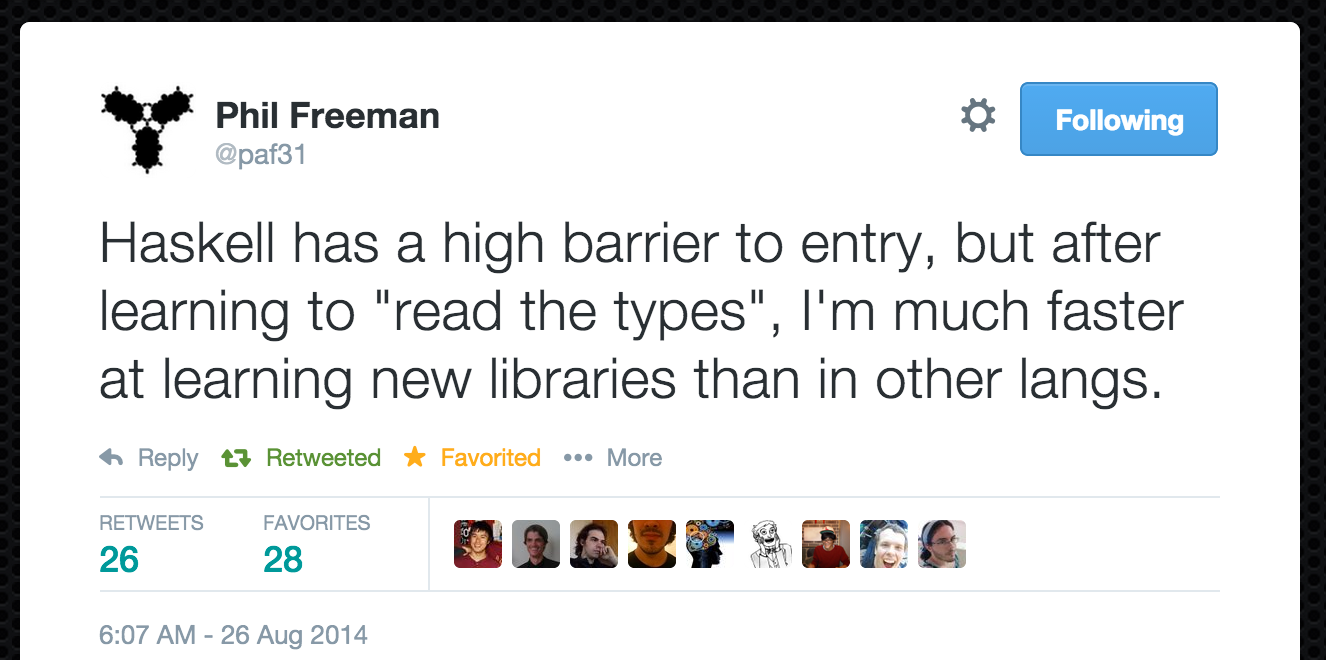 Phil Freeman
@paf31
Following
Haskell has a high barrier to entry, but after
learning to "read the types", I'm much faster
at learning new libraries than in other langs.
Reply Retweeted Favorited More
RETWEETS FAVORITES
26 28
6:07 AM - 26 Aug 2014